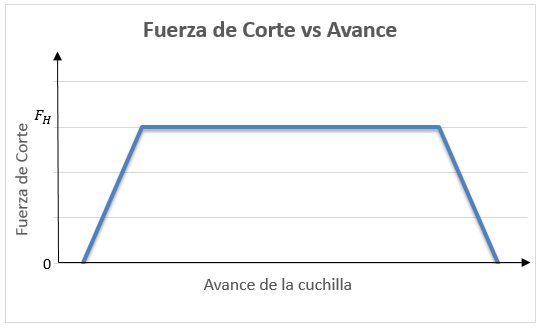 Fuerza de Corte vs Avance
F_H
Fuerza de Corte
0
Avance de la cuchilla